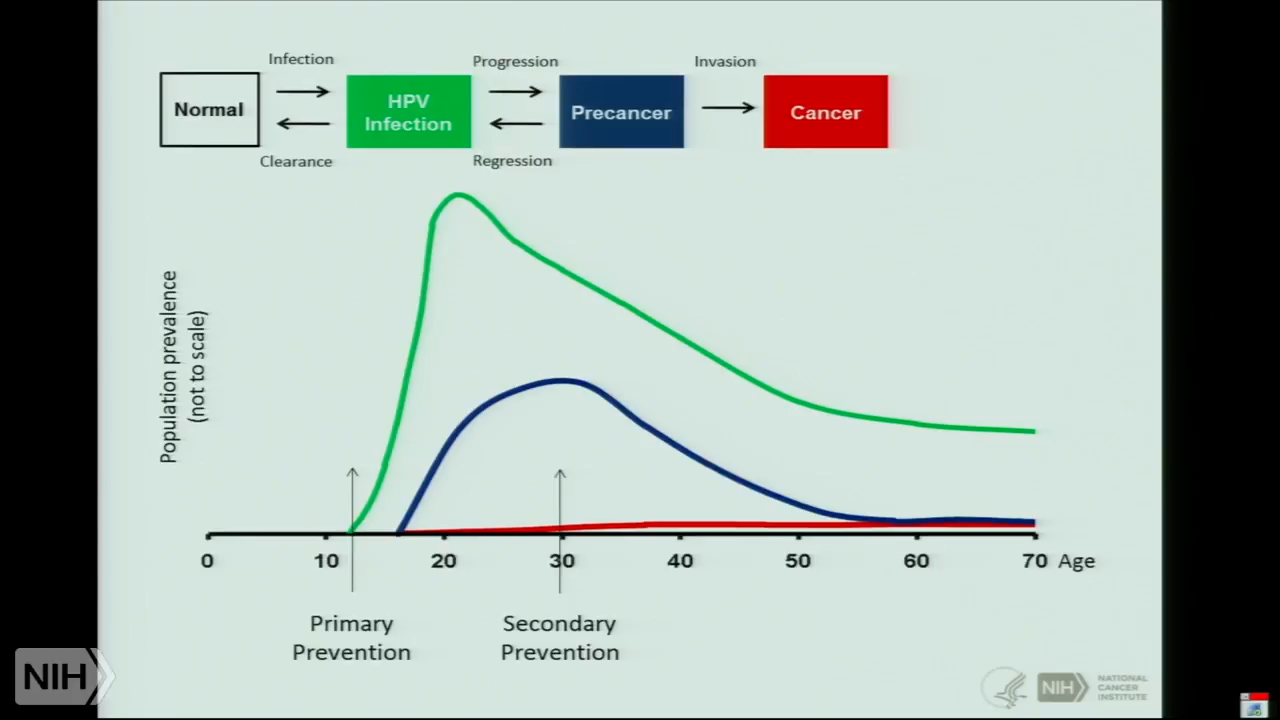 Infection
Progression
Invasion
Normal
HPV
Infection
Precancer
Cancer
Clearance
Regression
Population prevalence
(not to scale)
0 10 20 30 40 50 60 70 Age
Primary
Prevention
Secondary
Prevention
NIH
NIH
NATIONAL
CANCER
INSTITUTE